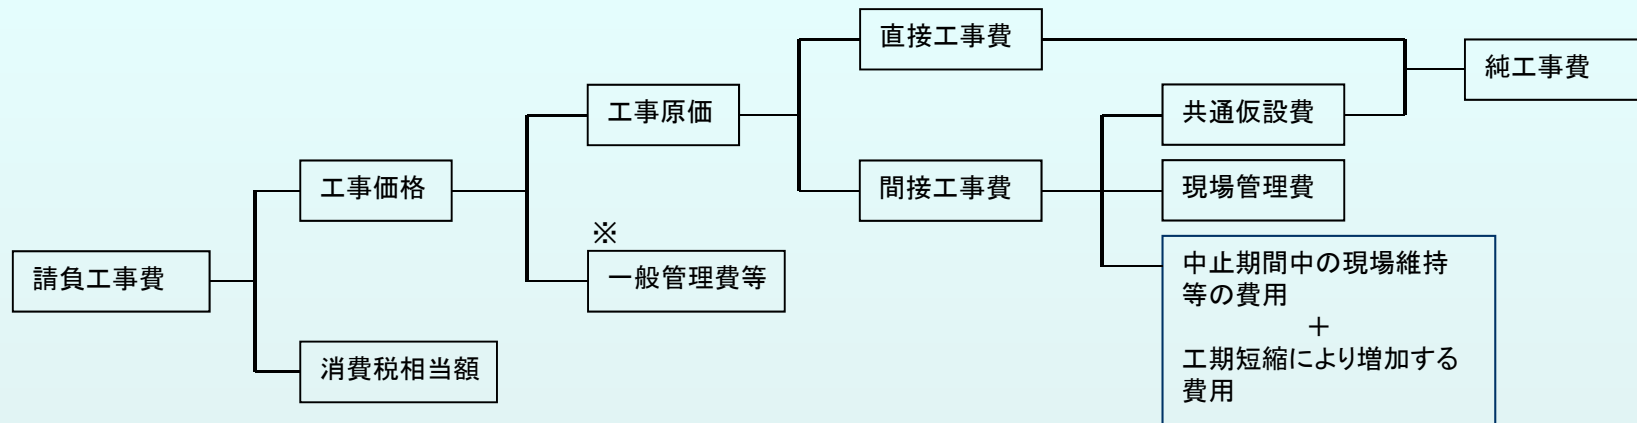 直接工事費
純工事費
工事原価
共通仮設費
工事価格
間接工事費
現場管理費
※
一般管理費等
請負工事費
中止期間中の現場維持
等の費用
＋
工期短縮により増加する
費用
消費税相当額